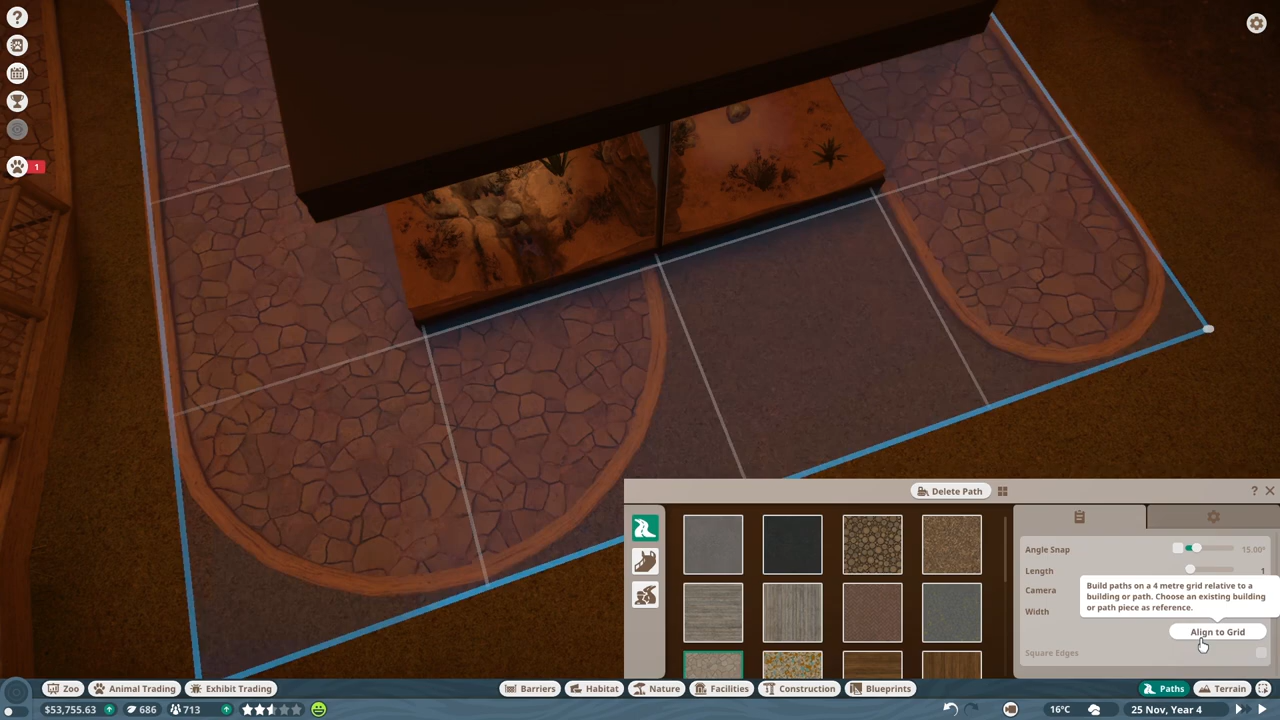 1
Delete Path
?
Angle Snap
15.00°
Length
1
Camera
Build paths on a 4 metre grid relative to a
building or path. Choose an existing building
or path piece as reference.
Width
Align to Grid
Square Edges
Zoo
Animal Trading
Exhibit Trading
Barriers
Habitat
Nature
Facilities
Construction
Blueprints
Paths
Terrain
$53,755.63
686
713
16°C
25 Nov, Year 4